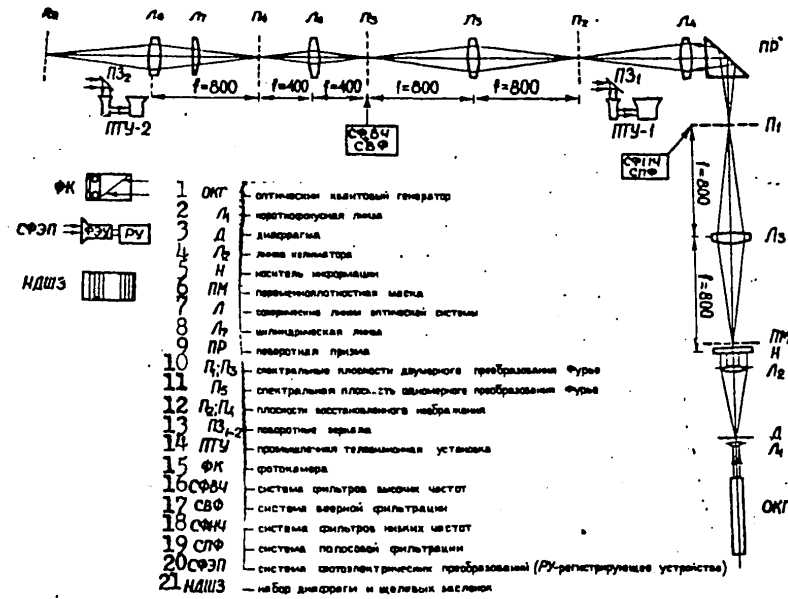 Л₆ Л₇ П₄ Л₆ П₃ Л₃ П₂ Л₄ ПР
ПЗ₂ f=800 f=400 f=400 f=800 f=800 ПЗ₁
ПТУ-2 ПТУ-1
СФВЧ
СВФ
П₁
СФНЧ
СПФ
f=800
Л₃
f=800
ПМ
Н
Л₂
Д
Л₁
ОКГ
ФК
СФЭП ФЭУ РУ
НДШЗ
1 ОКГ — оптический квантовый генератор
2 Л₁ — короткофокусная линза
3 Д — диафрагма
4 Л₂ — линза коллиматора
5 Н — носитель информации
6 ПМ — переменноплотностная маска
7 Л — сферические линзы оптической системы
8 Л₇ — цилиндрическая линза
9 ПР — поворотная призма
10 П₁;П₃ — спектральные плоскости двумерного преобразования Фурье
11 П₅ — спектральная плоскость одномерного преобразования Фурье
12 П₂;П₄ — плоскости восстановленного изображения
13 ПЗ₁₋₂ — поворотные зеркала
14 ПТУ — промышленная телевизионная установка
15 ФК — фотокамера
16 СФВЧ — система фильтров высоких частот
17 СВФ — система веерной фильтрации
18 СФНЧ — система фильтров низких частот
19 СПФ — система полосовой фильтрации
20 СФЭП — система фотоэлектрических преобразований (РУ-регистрирующее устройство)
21 НДШЗ — набор диафрагм и щелевых заслонок